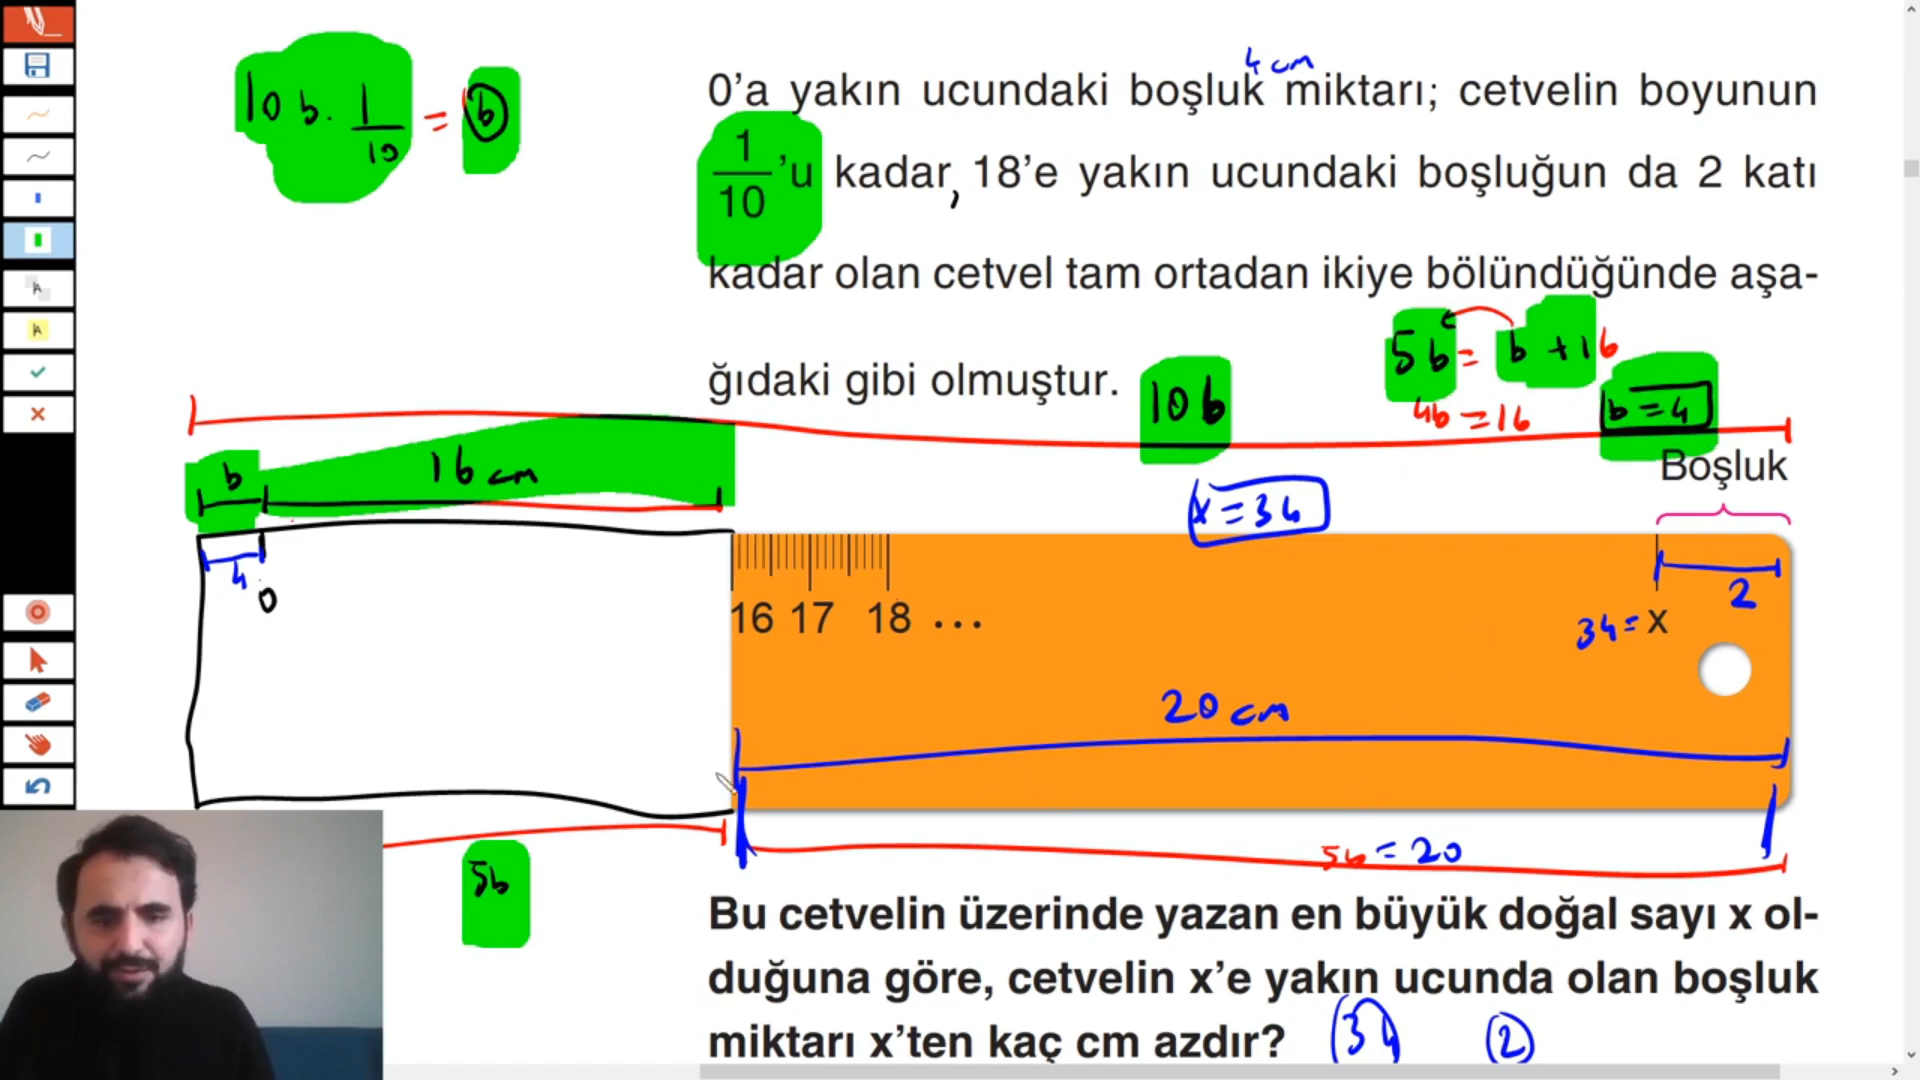 10b. 1/10 = b
4 cm
0’a yakın ucundaki boşluk miktarı; cetvelin boyunun
1/10 ’u kadar, 18’e yakın ucundaki boşluğun da 2 katı
kadar olan cetvel tam ortadan ikiye bölündüğünde aşa-
ğıdaki gibi olmuştur.
10b
5b = b + 16
4b = 16
b = 4
b
16 cm
Boşluk
x = 34
4
0
2
16 17 18 ...
34 = x
20 cm
5b = 20
5b
Bu cetvelin üzerinde yazan en büyük doğal sayı x ol-
duğuna göre, cetvelin x’e yakın ucunda olan boşluk
miktarı x’ten kaç cm azdır? 34 2